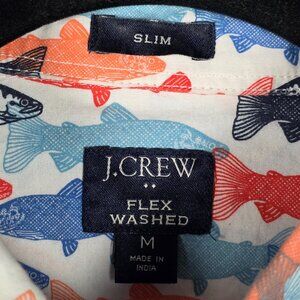 SLIM
J.CREW
FLEX
WASHED
M
MADE IN
INDIA